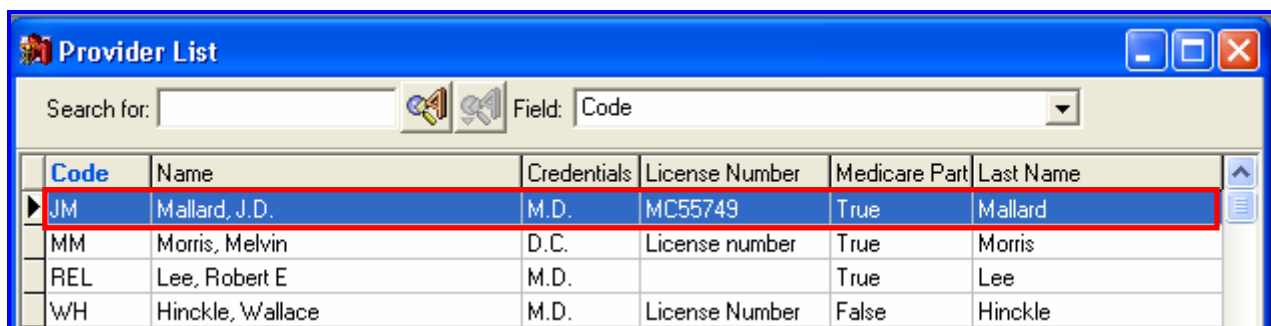 Provider List
Search for: Field: Code
Code Name Credentials License Number Medicare Part Last Name
JM Mallard, J.D. M.D. MC55749 True Mallard
MM Morris, Melvin D.C. License number True Morris
REL Lee, Robert E M.D. True Lee
WH Hinckle, Wallace M.D. License Number False Hinckle